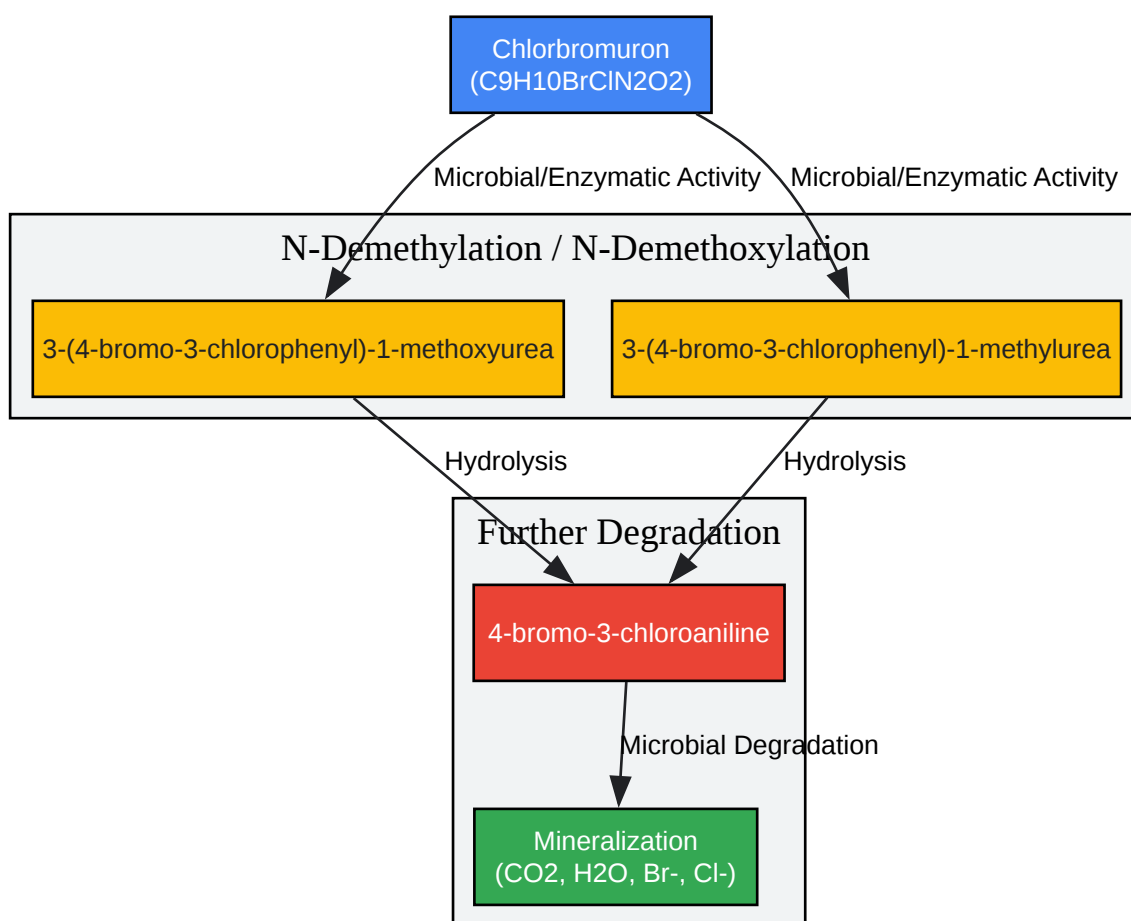 Chlorbromuron
(C9H10BrClN2O2)
Microbial/Enzymatic Activity
Microbial/Enzymatic Activity
N-Demethylation / N-Demethoxylation
3-(4-bromo-3-chlorophenyl)-1-methoxyurea
3-(4-bromo-3-chlorophenyl)-1-methylurea
Hydrolysis
Hydrolysis
Further Degradation
4-bromo-3-chloroaniline
Microbial Degradation
Mineralization
(CO2, H2O, Br-, Cl-)